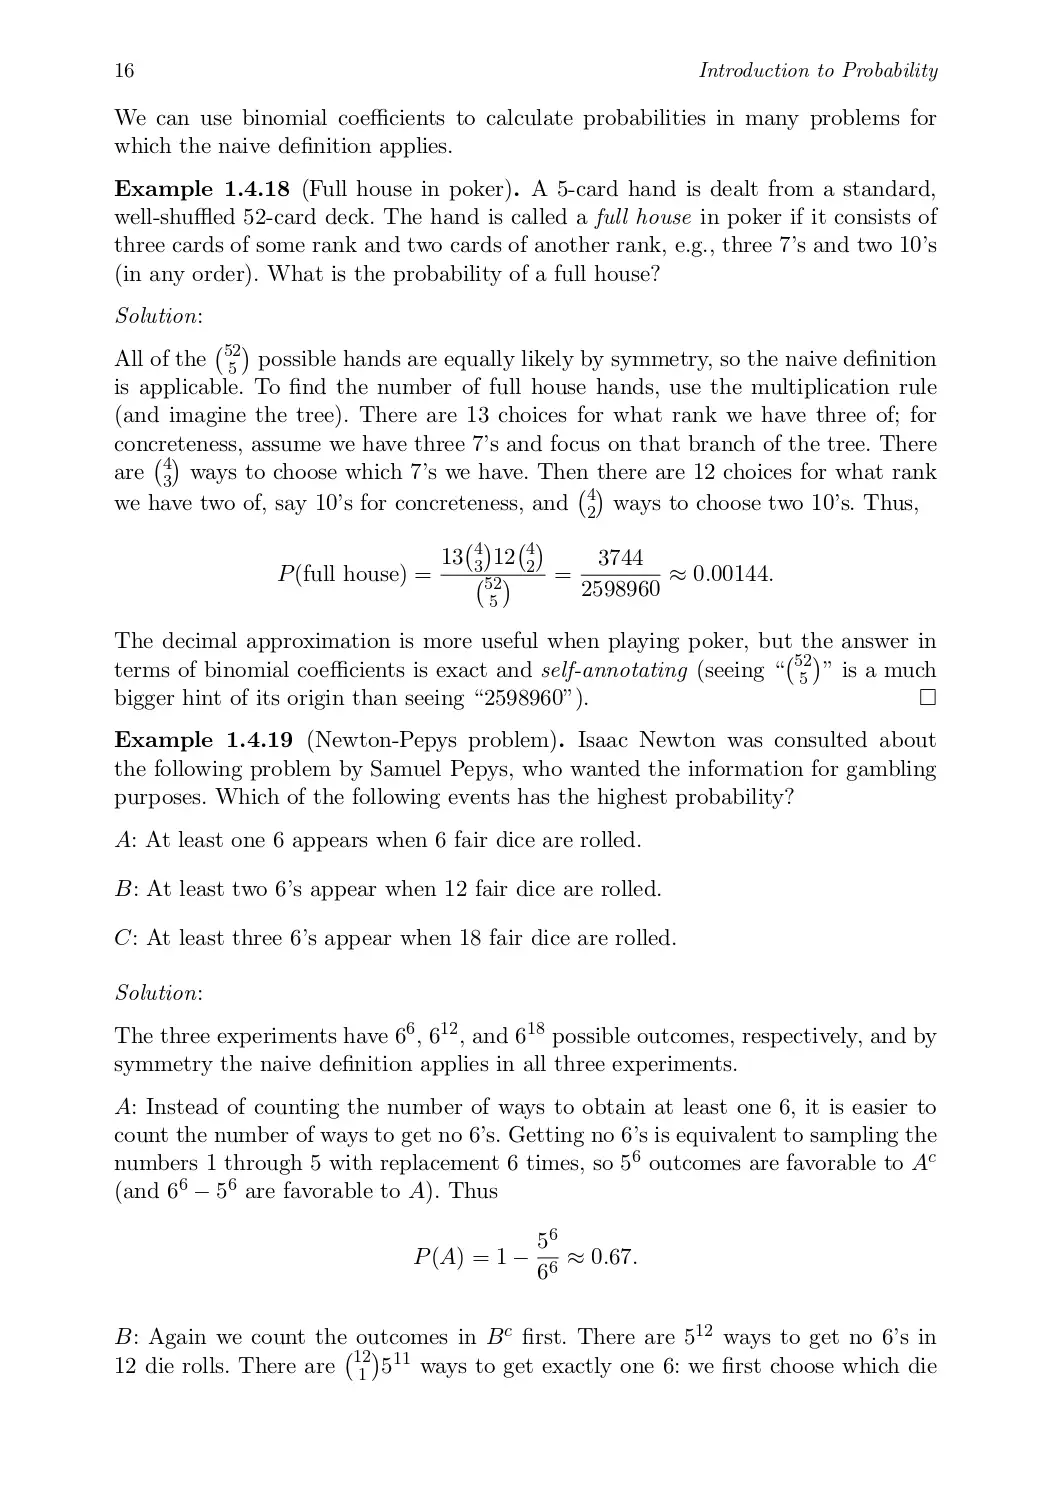 16 Introduction to Probability
We can use binomial coefficients to calculate probabilities in many problems for
which the naive definition applies.
Example 1.4.18 (Full house in poker). A 5-card hand is dealt from a standard,
well-shuffled 52-card deck. The hand is called a full house in poker if it consists of
three cards of some rank and two cards of another rank, e.g., three 7’s and two 10’s
(in any order). What is the probability of a full house?
Solution:
All of the $\binom{52}{5}$ possible hands are equally likely by symmetry, so the naive definition
is applicable. To find the number of full house hands, use the multiplication rule
(and imagine the tree). There are 13 choices for what rank we have three of; for
concreteness, assume we have three 7’s and focus on that branch of the tree. There
are $\binom{4}{3}$ ways to choose which 7’s we have. Then there are 12 choices for what rank
we have two of, say 10’s for concreteness, and $\binom{4}{2}$ ways to choose two 10’s. Thus,
$P(\text{full house}) = \frac{13\binom{4}{3}12\binom{4}{2}}{\binom{52}{5}} = \frac{3744}{2598960} \approx 0.00144.$
The decimal approximation is more useful when playing poker, but the answer in
terms of binomial coefficients is exact and self-annotating (seeing “$\binom{52}{5}$” is a much
bigger hint of its origin than seeing “2598960”). □
Example 1.4.19 (Newton-Pepys problem). Isaac Newton was consulted about
the following problem by Samuel Pepys, who wanted the information for gambling
purposes. Which of the following events has the highest probability?
A: At least one 6 appears when 6 fair dice are rolled.
B: At least two 6’s appear when 12 fair dice are rolled.
C: At least three 6’s appear when 18 fair dice are rolled.
Solution:
The three experiments have $6^6$, $6^{12}$, and $6^{18}$ possible outcomes, respectively, and by
symmetry the naive definition applies in all three experiments.
A: Instead of counting the number of ways to obtain at least one 6, it is easier to
count the number of ways to get no 6’s. Getting no 6’s is equivalent to sampling the
numbers 1 through 5 with replacement 6 times, so $5^6$ outcomes are favorable to $A^c$
(and $6^6 - 5^6$ are favorable to A). Thus
$P(A) = 1 - \frac{5^6}{6^6} \approx 0.67.$
B: Again we count the outcomes in $B^c$ first. There are $5^{12}$ ways to get no 6’s in
12 die rolls. There are $\binom{12}{1}5^{11}$ ways to get exactly one 6: we first choose which die